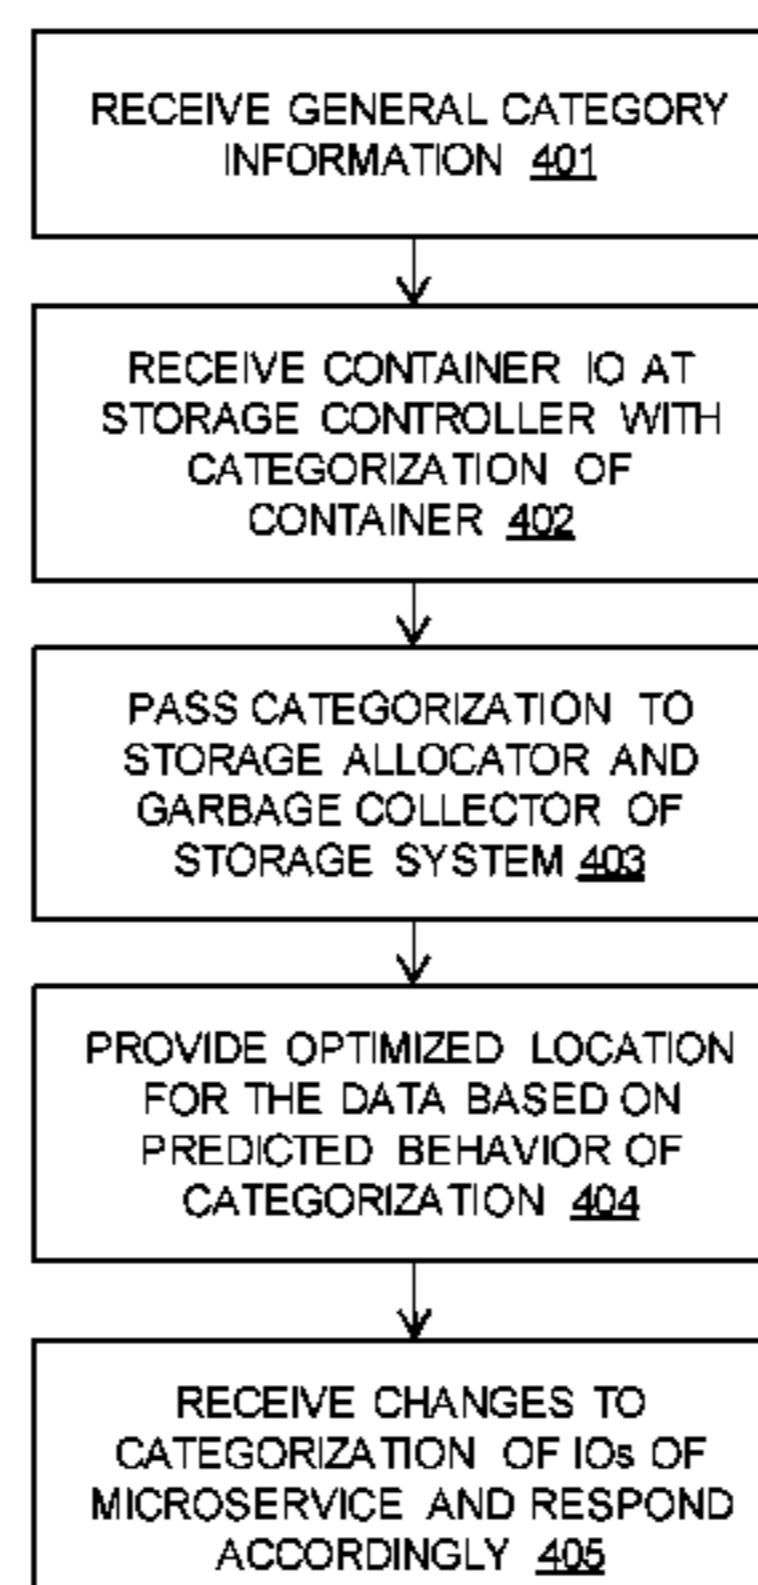 RECEIVE GENERAL CATEGORY
INFORMATION 401
RECEIVE CONTAINER IO AT
STORAGE CONTROLLER WITH
CATEGORIZATION OF
CONTAINER 402
PASS CATEGORIZATION TO
STORAGE ALLOCATOR AND
GARBAGE COLLECTOR OF
STORAGE SYSTEM 403
PROVIDE OPTIMIZED LOCATION
FOR THE DATA BASED ON
PREDICTED BEHAVIOR OF
CATEGORIZATION 404
RECEIVE CHANGES TO
CATEGORIZATION OF IOs OF
MICROSERVICE AND RESPOND
ACCORDINGLY 405